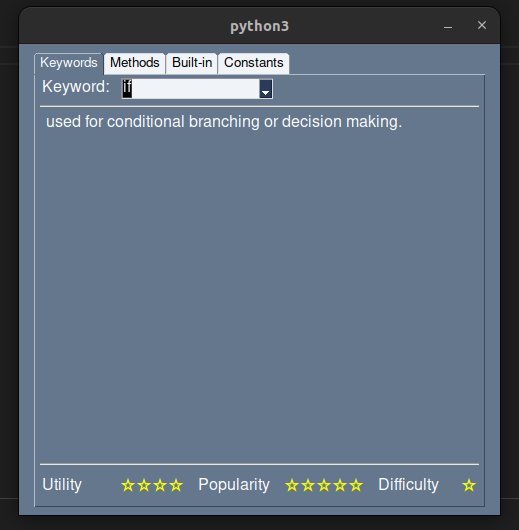 python3
Keywords Methods Built-in Constants
Keyword: if
used for conditional branching or decision making.
Utility ☆☆☆☆ Popularity ☆☆☆☆☆ Difficulty ☆